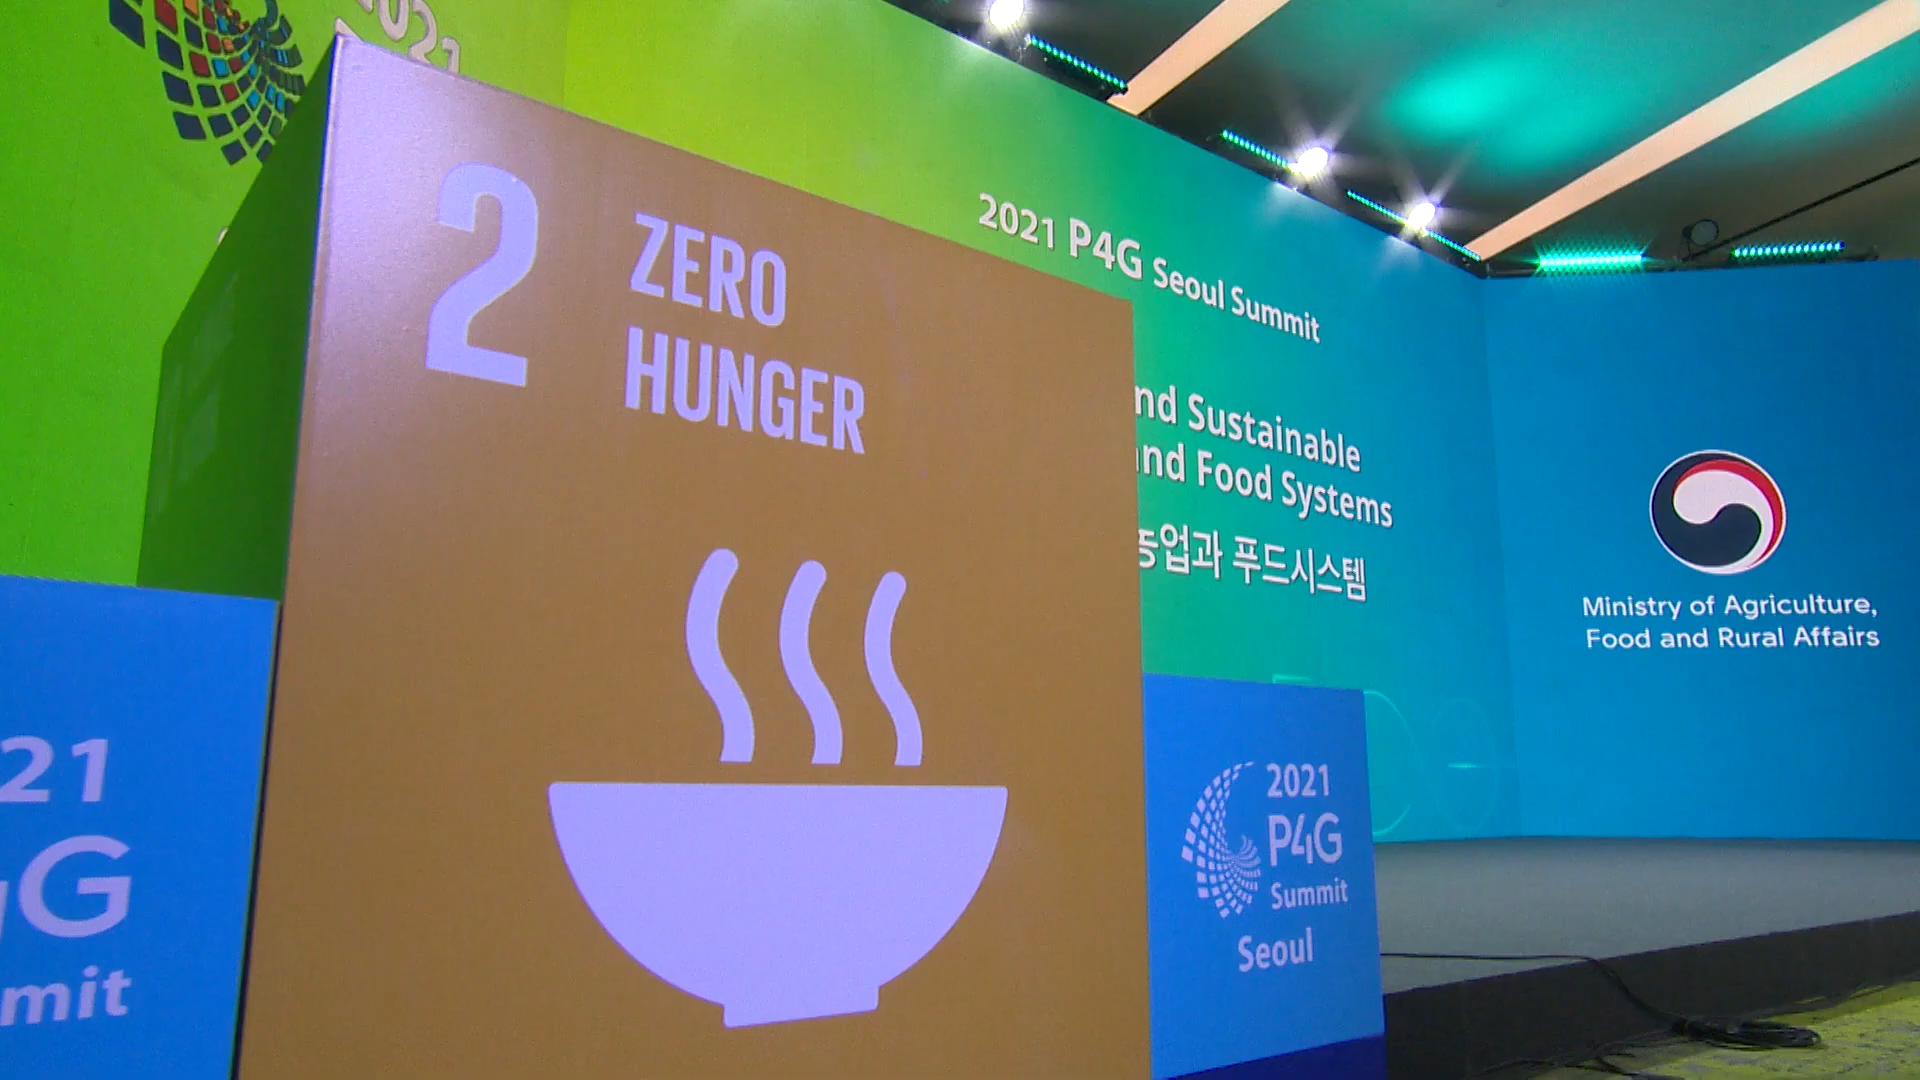 2021
2
ZERO
HUNGER
2021 P4G Seoul Summit
nd Sustainable
and Food Systems
농업과 푸드시스템
Ministry of Agriculture,
Food and Rural Affairs
21
G
mit
2021
P4G
Summit
Seoul